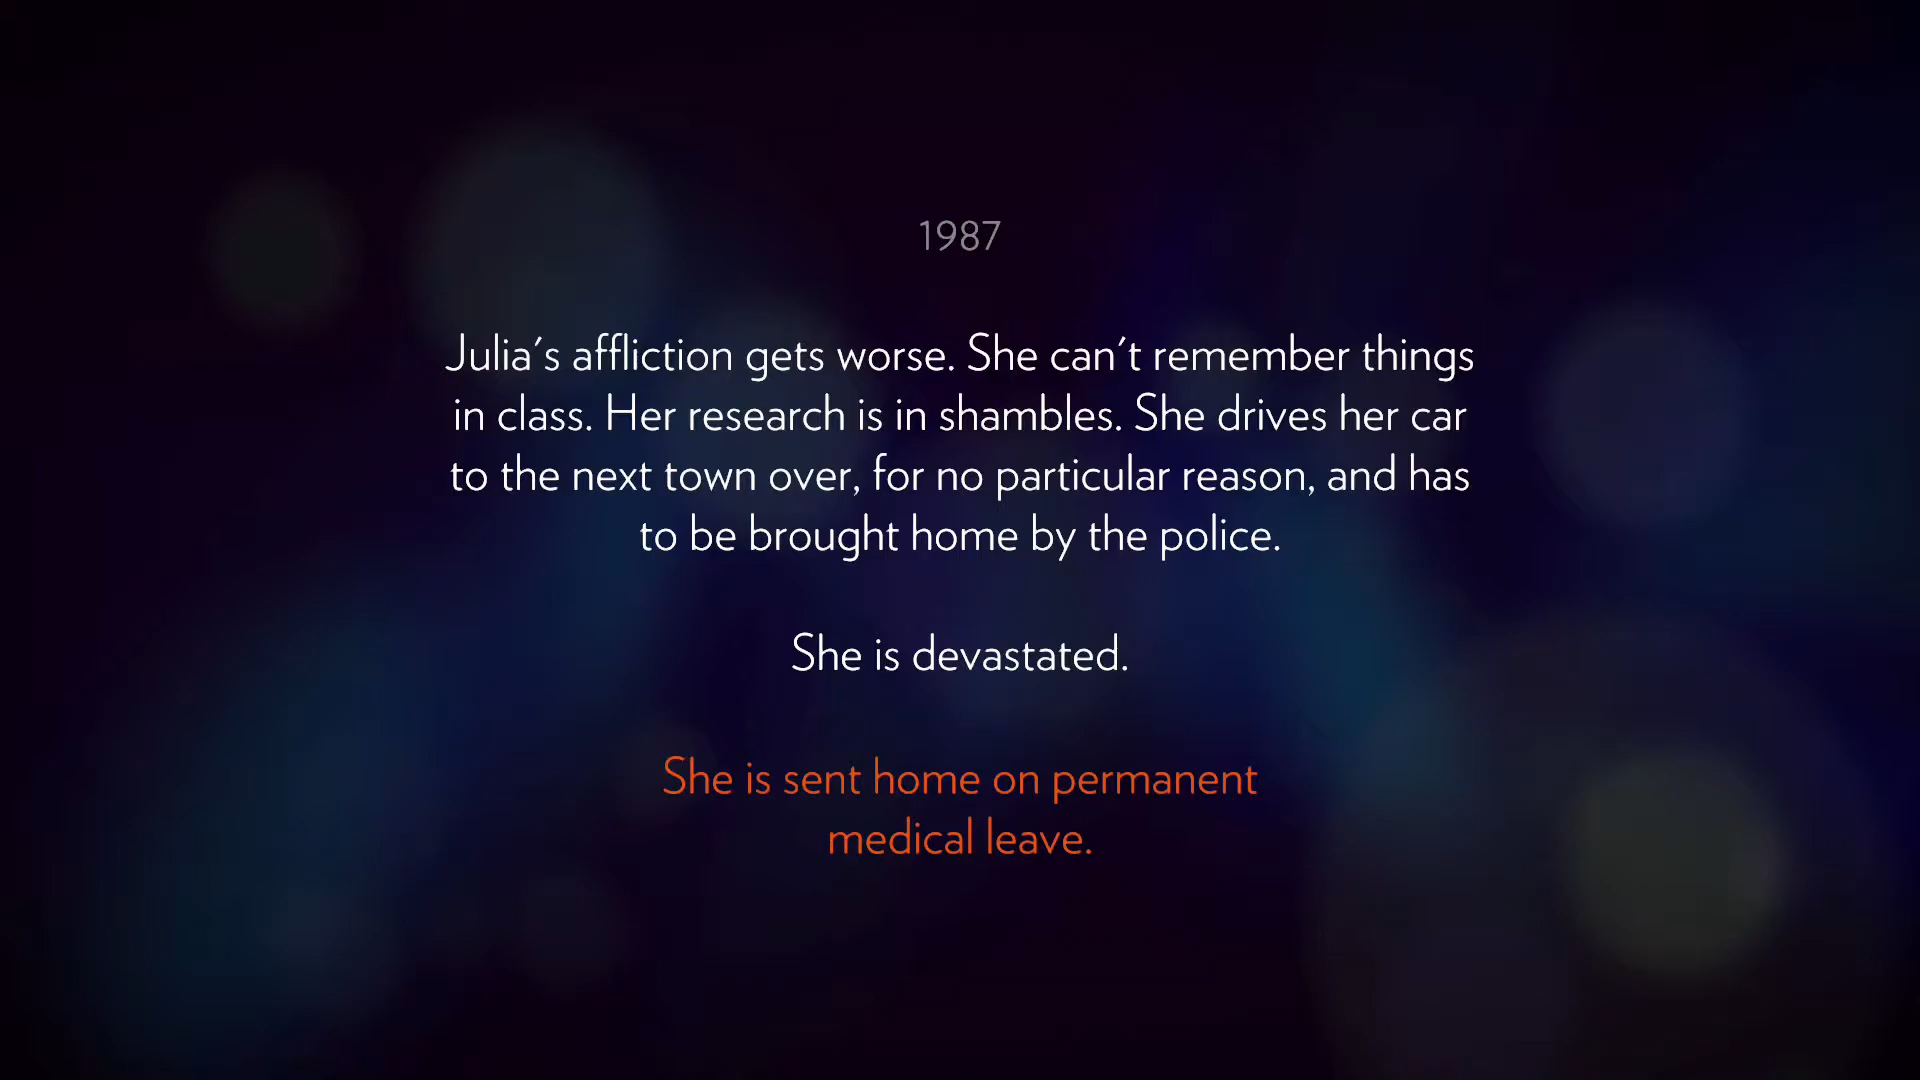 1987
Julia's affliction gets worse. She can't remember things
in class. Her research is in shambles. She drives her car
to the next town over, for no particular reason, and has
to be brought home by the police.
She is devastated.
She is sent home on permanent
medical leave.